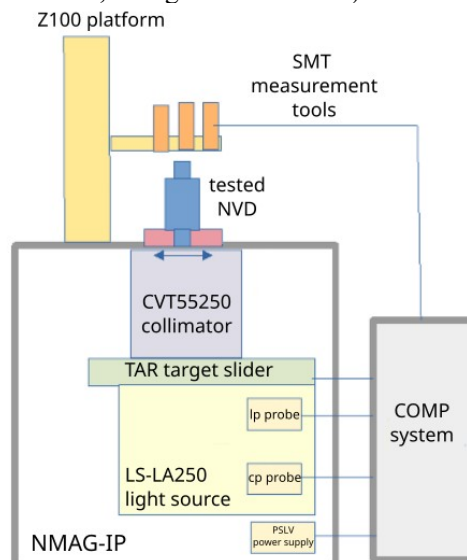 Z100 platform
SMT
measurement
tools
tested
NVD
CVT55250
collimator
TAR target slider
lp probe
COMP
system
cp probe
LS-LA250
light source
PSLV
power supply
NMAG-IP